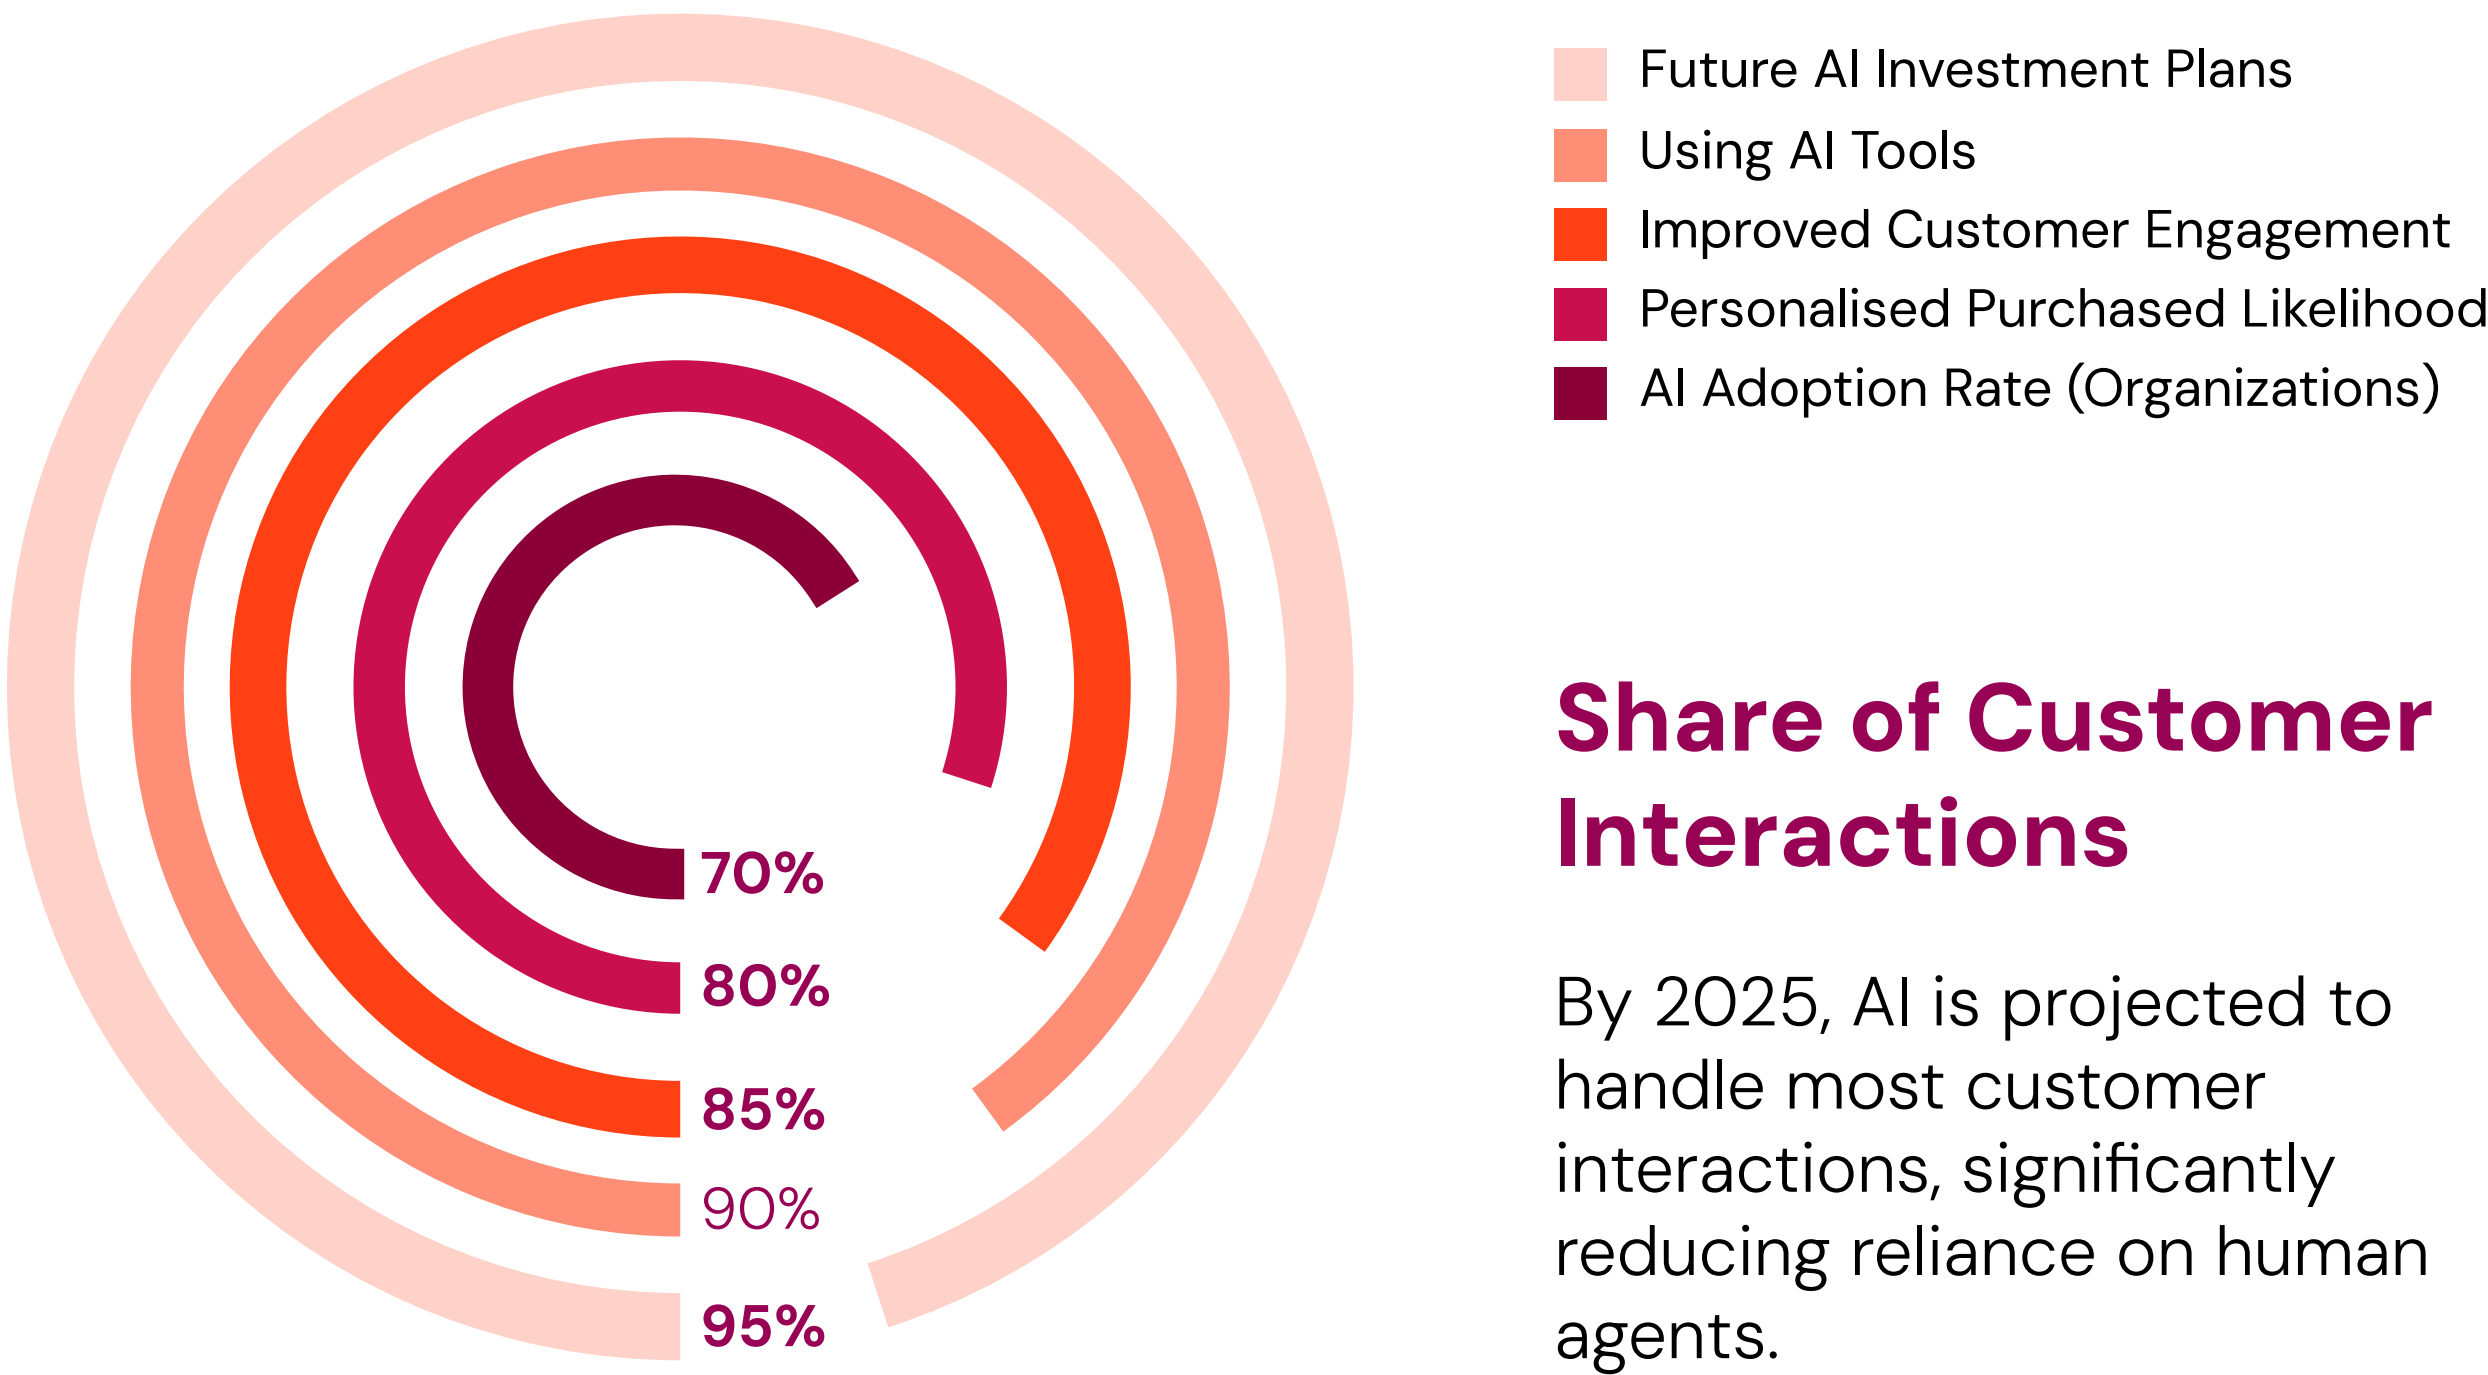 Future AI Investment Plans
Using AI Tools
Improved Customer Engagement
Personalised Purchased Likelihood
AI Adoption Rate (Organizations)
70%
80%
85%
90%
95%
Share of Customer
Interactions
By 2025, AI is projected to
handle most customer
interactions, significantly
reducing reliance on human
agents.